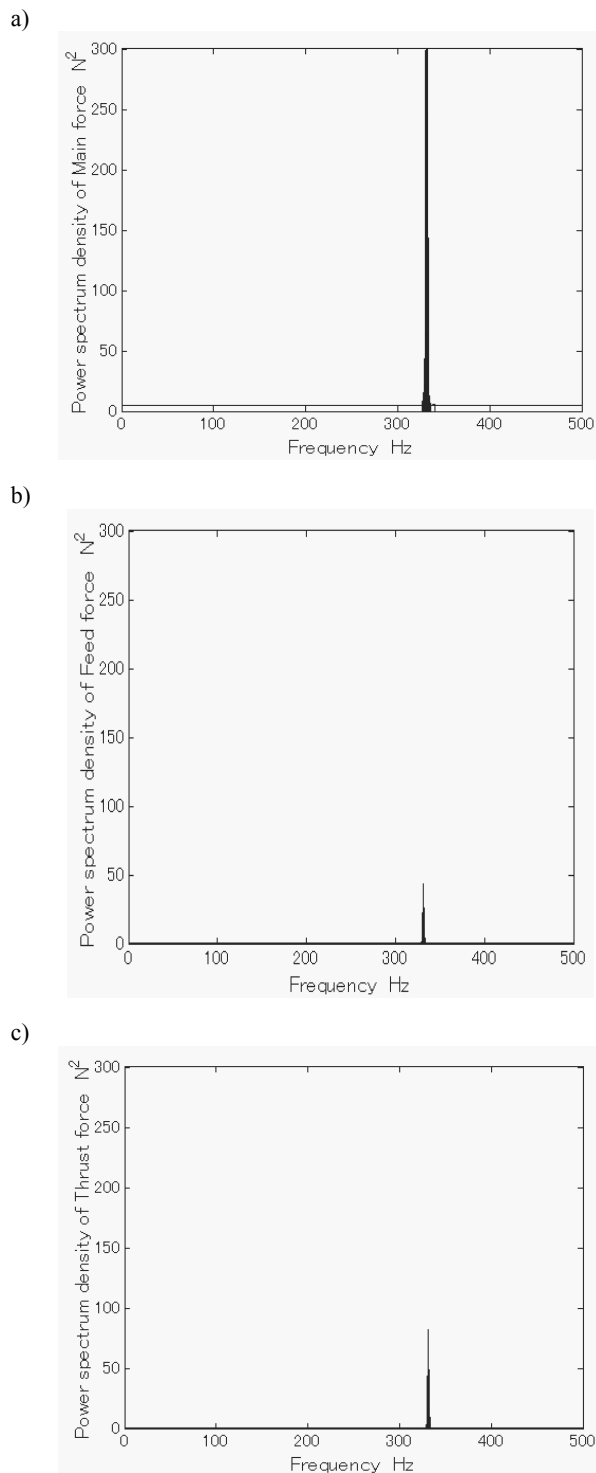 a)
Power spectrum density of Main force N²
300
250
200
150
100
50
0
0 100 200 300 400 500
Frequency Hz
b)
Power spectrum density of Feed force N²
300
250
200
150
100
50
0
0 100 200 300 400 500
Frequency Hz
c)
Power spectrum density of Thrust force N²
300
250
200
150
100
50
0
0 100 200 300 400 500
Frequency Hz